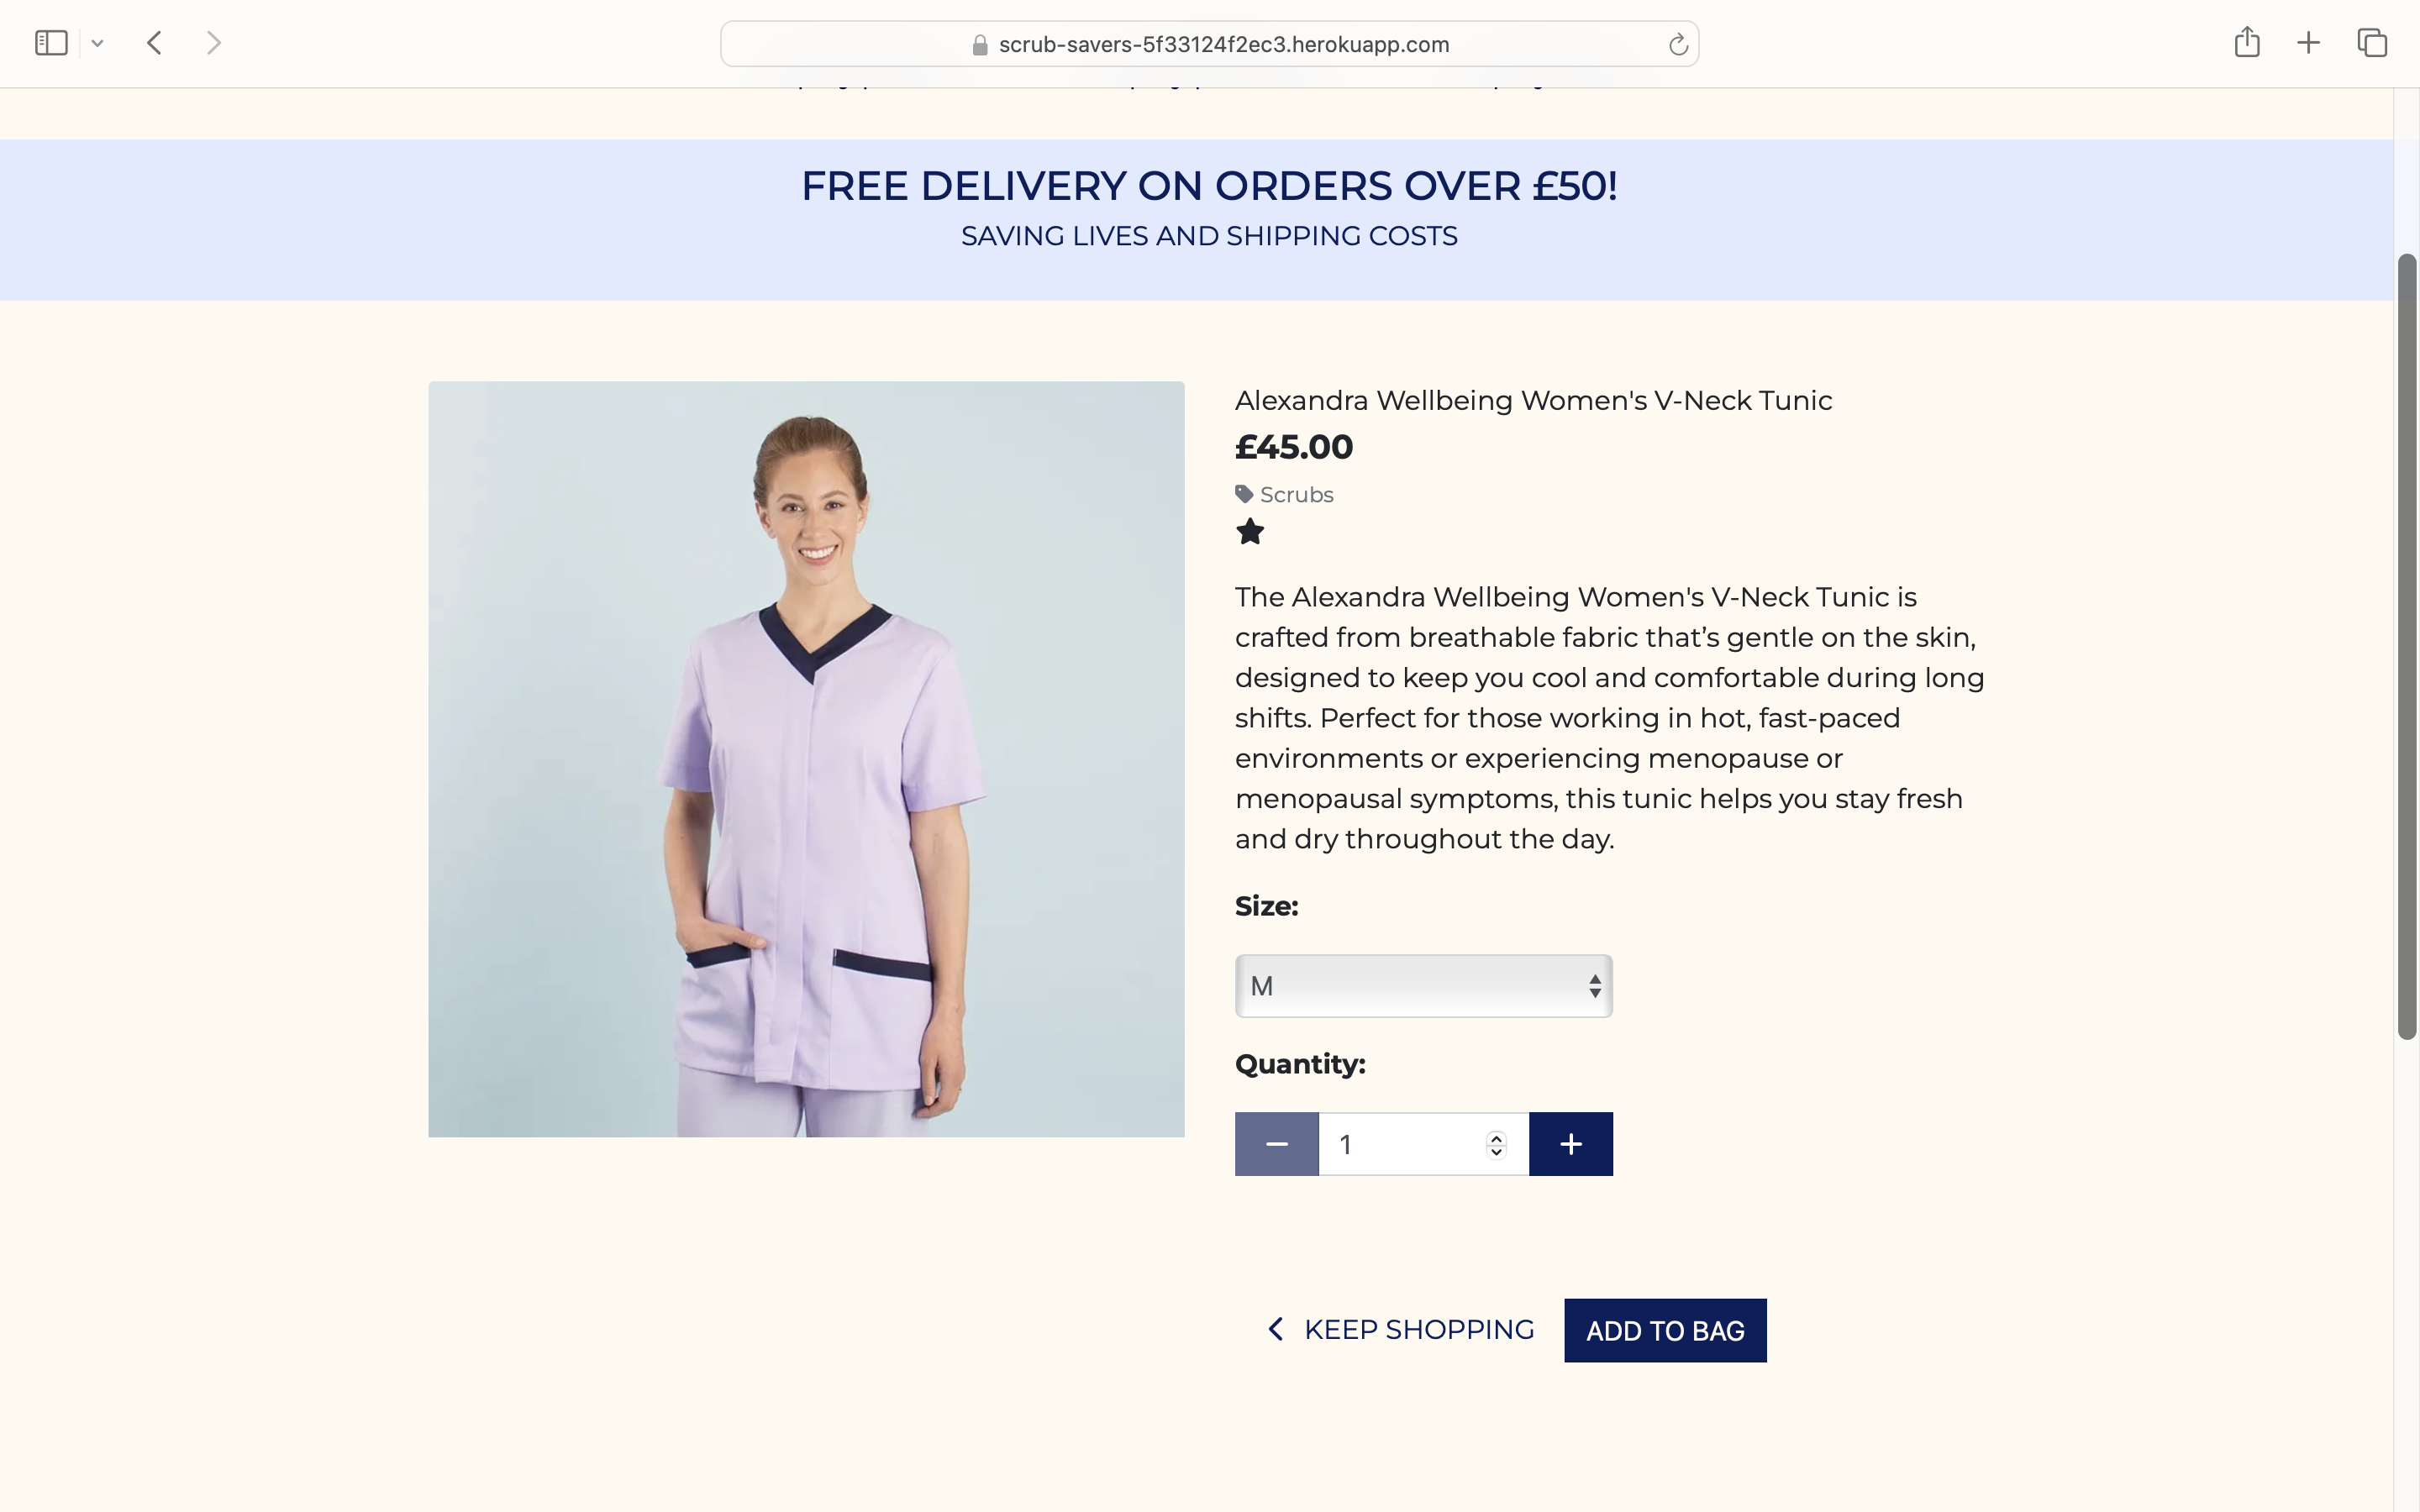 scrub-savers-5f33124f2ec3.herokuapp.com
FREE DELIVERY ON ORDERS OVER £50!
SAVING LIVES AND SHIPPING COSTS
Alexandra Wellbeing Women's V-Neck Tunic
£45.00
Scrubs
The Alexandra Wellbeing Women's V-Neck Tunic is
crafted from breathable fabric that’s gentle on the skin,
designed to keep you cool and comfortable during long
shifts. Perfect for those working in hot, fast-paced
environments or experiencing menopause or
menopausal symptoms, this tunic helps you stay fresh
and dry throughout the day.
Size:
M
Quantity:
1
KEEP SHOPPING
ADD TO BAG